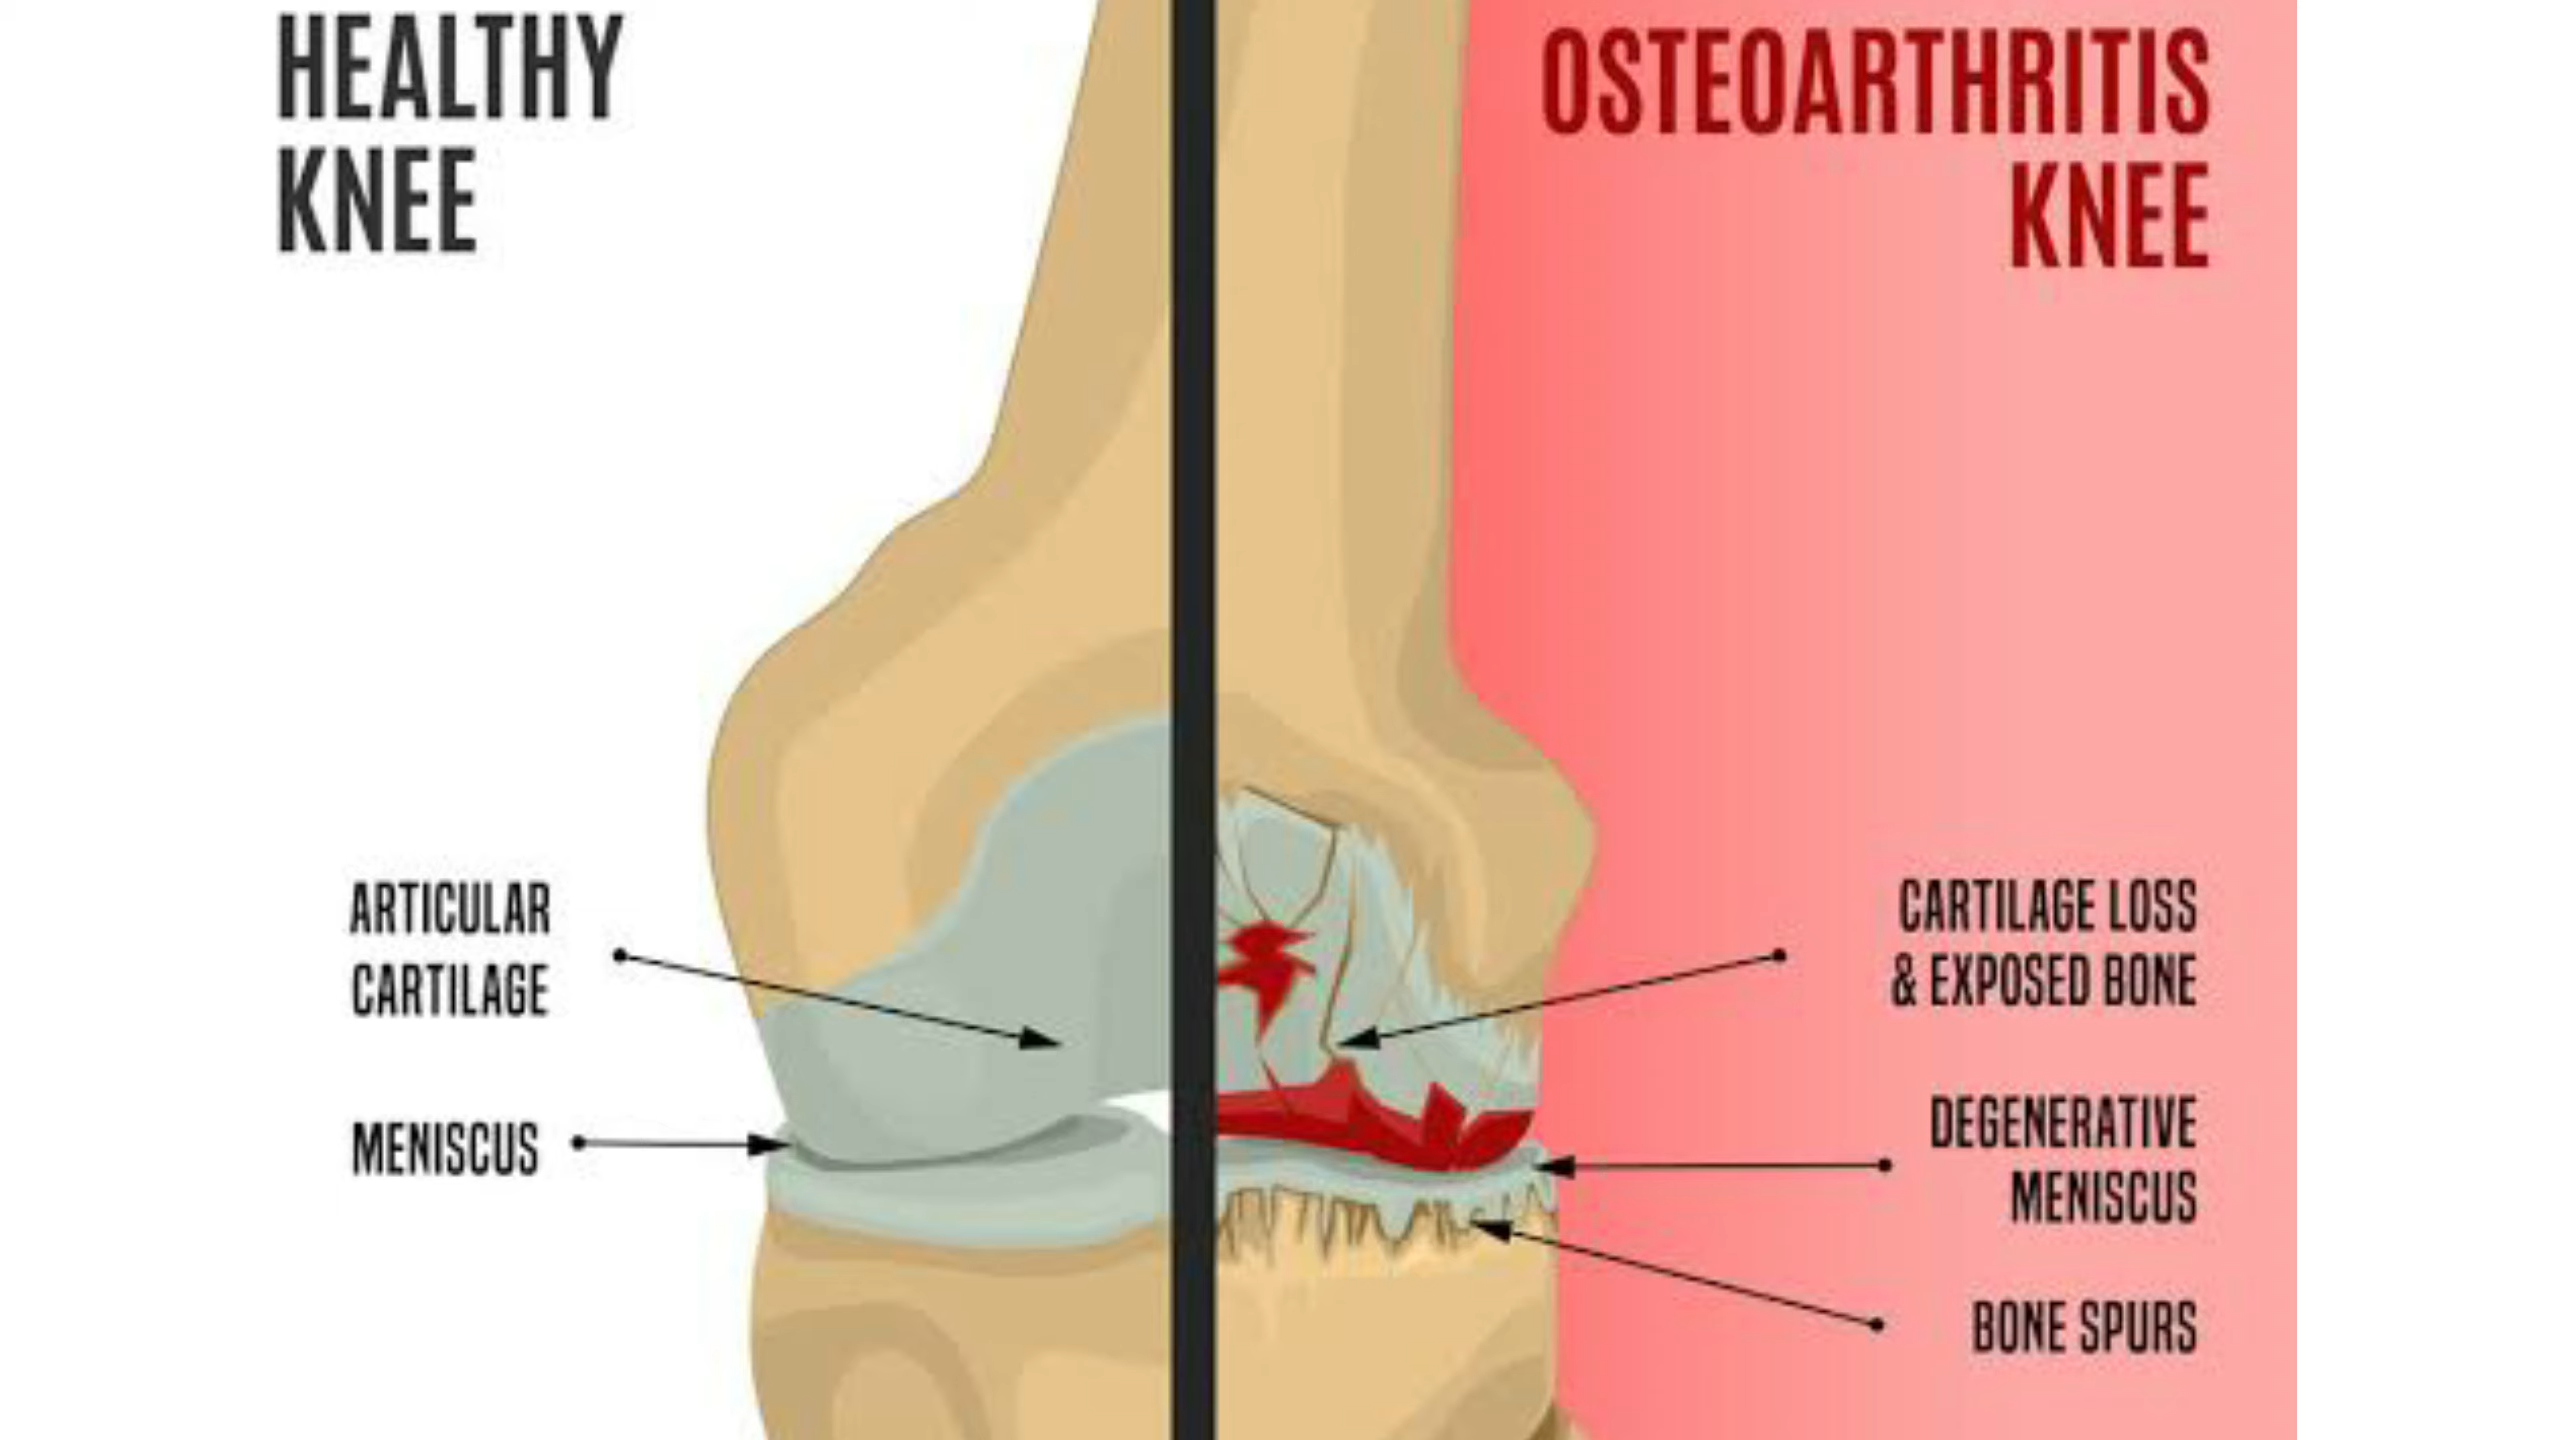 HEALTHY
KNEE
OSTEOARTHRITIS
KNEE
ARTICULAR
CARTILAGE
MENISCUS
CARTILAGE LOSS
& EXPOSED BONE
DEGENERATIVE
MENISCUS
BONE SPURS